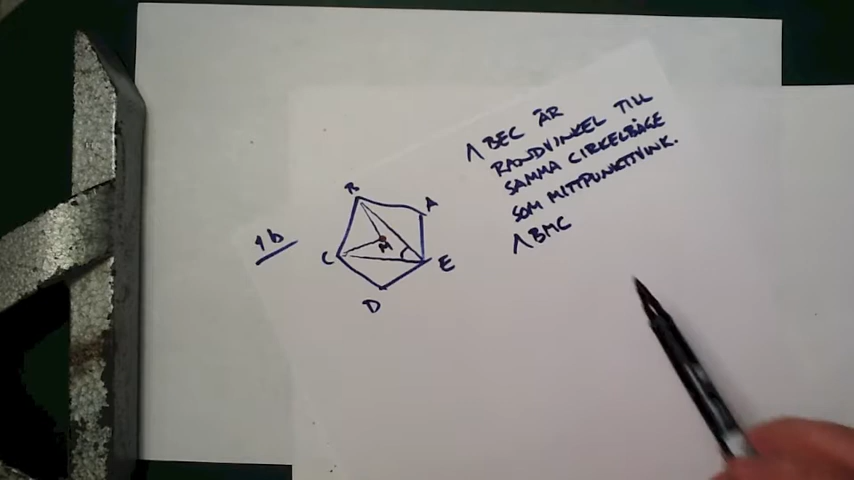 1b
B
A
C
M
E
D
∧ BEC ÄR
RANDVINKEL TILL
SAMMA CIRKELBÅGE
SOM MITTPUNKTSVINK.
∧ BMC